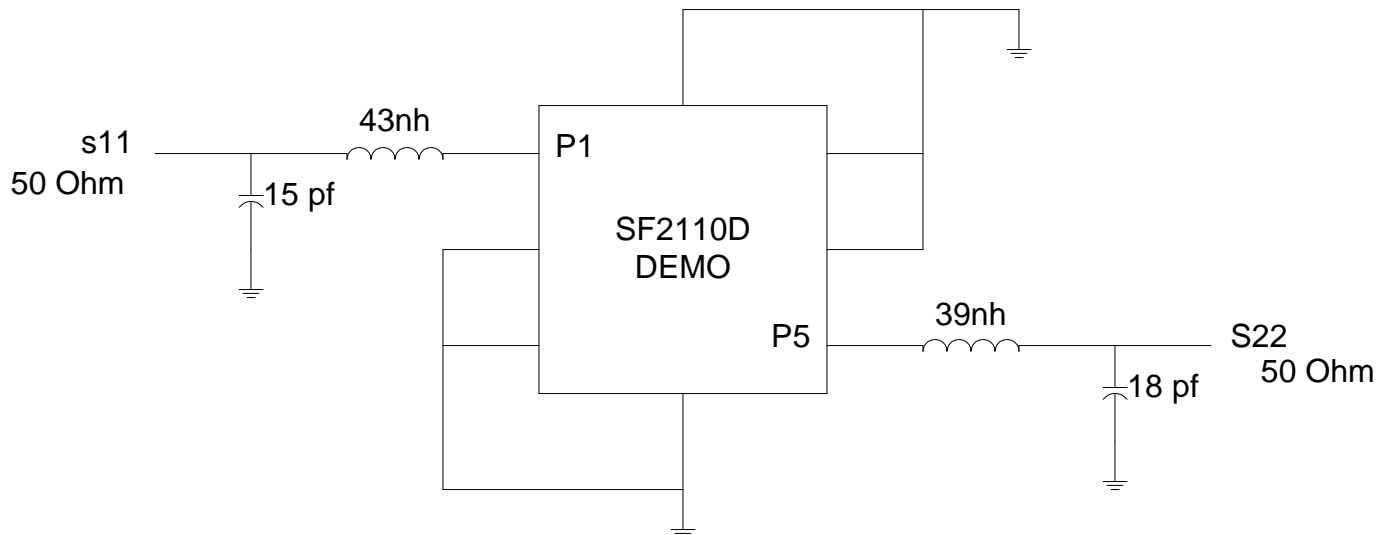 43nh
s11
50 Ohm
15 pf
P1
SF2110D
DEMO
P5
39nh
S22
50 Ohm
18 pf